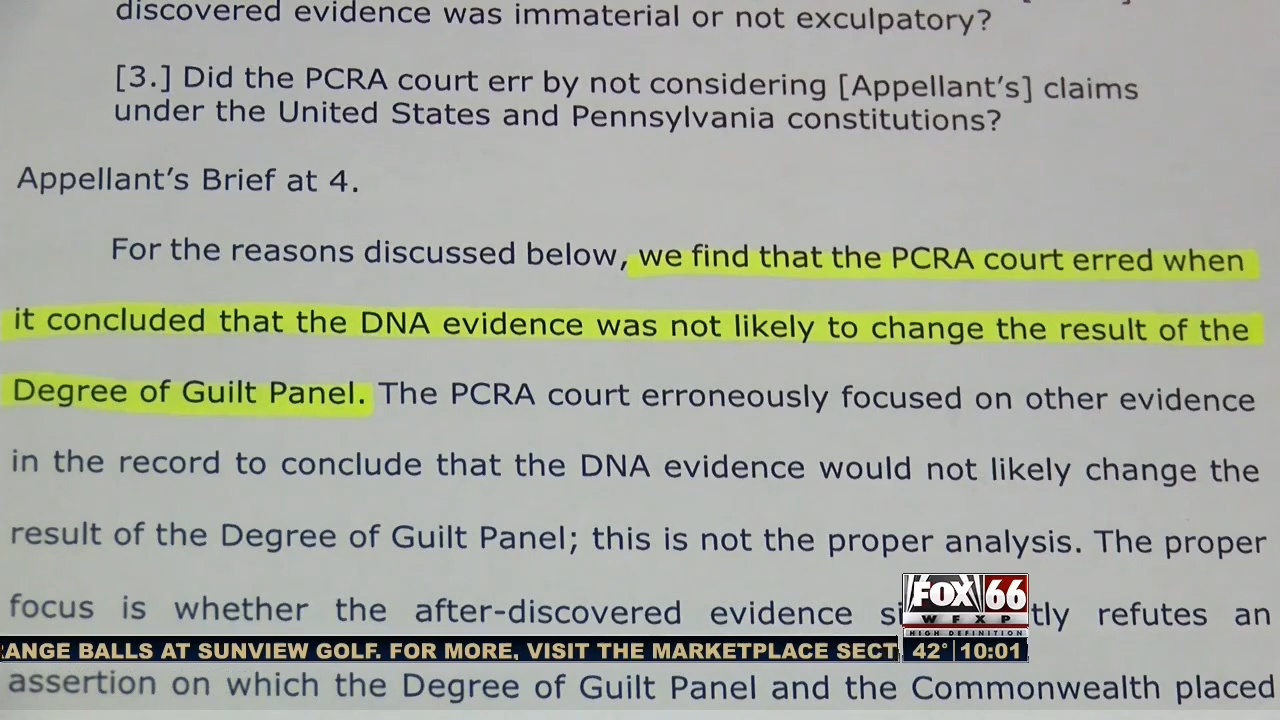 discovered evidence was immaterial or not exculpatory?
[3.] Did the PCRA court err by not considering [Appellant's] claims
under the United States and Pennsylvania constitutions?
Appellant's Brief at 4.
For the reasons discussed below, we find that the PCRA court erred when
it concluded that the DNA evidence was not likely to change the result of the
Degree of Guilt Panel. The PCRA court erroneously focused on other evidence
in the record to conclude that the DNA evidence would not likely change the
result of the Degree of Guilt Panel; this is not the proper analysis. The proper
focus is whether the after-discovered evidence refutes an
FOX 66
WFXP
HIGH DEFINITION
BALLS AT SUNVIEW GOLF. FOR MORE, VISIT THE MARKETPLACE SECT
42° 10:01
assertion on which the Degree of Guilt Panel and the Commonwealth placed